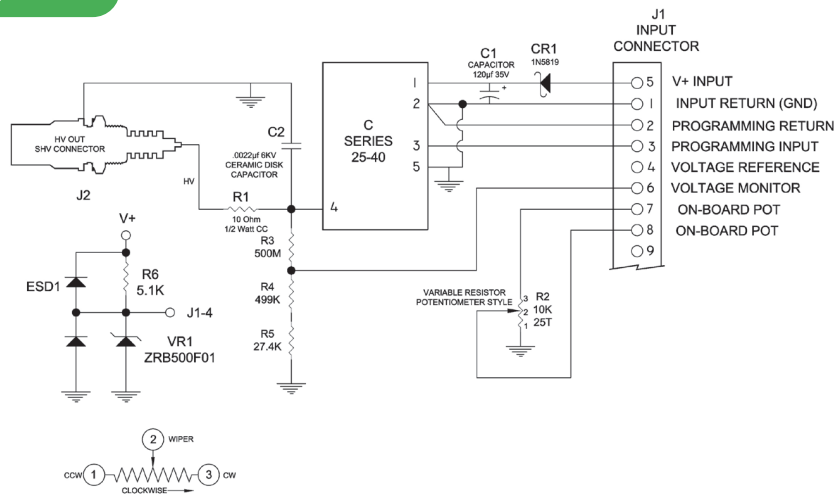 J1
INPUT
CONNECTOR
C1
CAPACITOR
120µf 35V
+
CR1
1N5819
C
SERIES
25-40
1
2
3
5
4
5 V+ INPUT
1 INPUT RETURN (GND)
2 PROGRAMMING RETURN
3 PROGRAMMING INPUT
4 VOLTAGE REFERENCE
6 VOLTAGE MONITOR
7 ON-BOARD POT
8 ON-BOARD POT
9
HV OUT
SHV CONNECTOR
J2
HV
C2
.0022µf 6KV
CERAMIC DISK
CAPACITOR
R1
10 Ohm
1/2 Watt CC
R3
500M
R4
499K
R5
27.4K
VARIABLE RESISTOR
POTENTIOMETER STYLE
3
2
1
R2
10K
25T
V+
ESD1
R6
5.1K
J1-4
VR1
ZRB500F01
2 WIPER
CCW 1
3 CW
CLOCKWISE